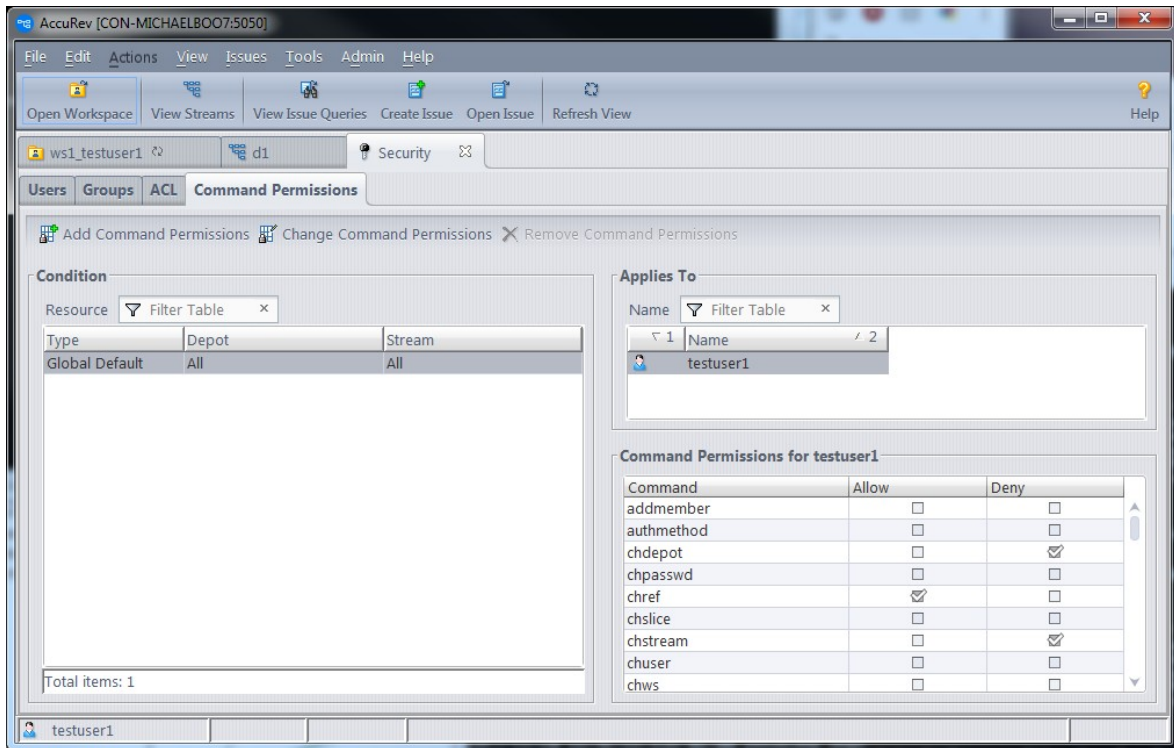 AccuRev [CON-MICHAELBOO7:5050]
File Edit Actions View Issues Tools Admin Help
Open Workspace View Streams View Issue Queries Create Issue Open Issue Refresh View Help
ws1_testuser1 d1 Security
Users Groups ACL Command Permissions
Add Command Permissions Change Command Permissions Remove Command Permissions
Condition
Resource Filter Table
Type Depot Stream
Global Default All All
Total items: 1
Applies To
Name Filter Table
1 Name 2
testuser1
Command Permissions for testuser1
Command Allow Deny
addmember
authmethod
chdepot
chpasswd
chref
chslice
chstream
chuser
chws
testuser1